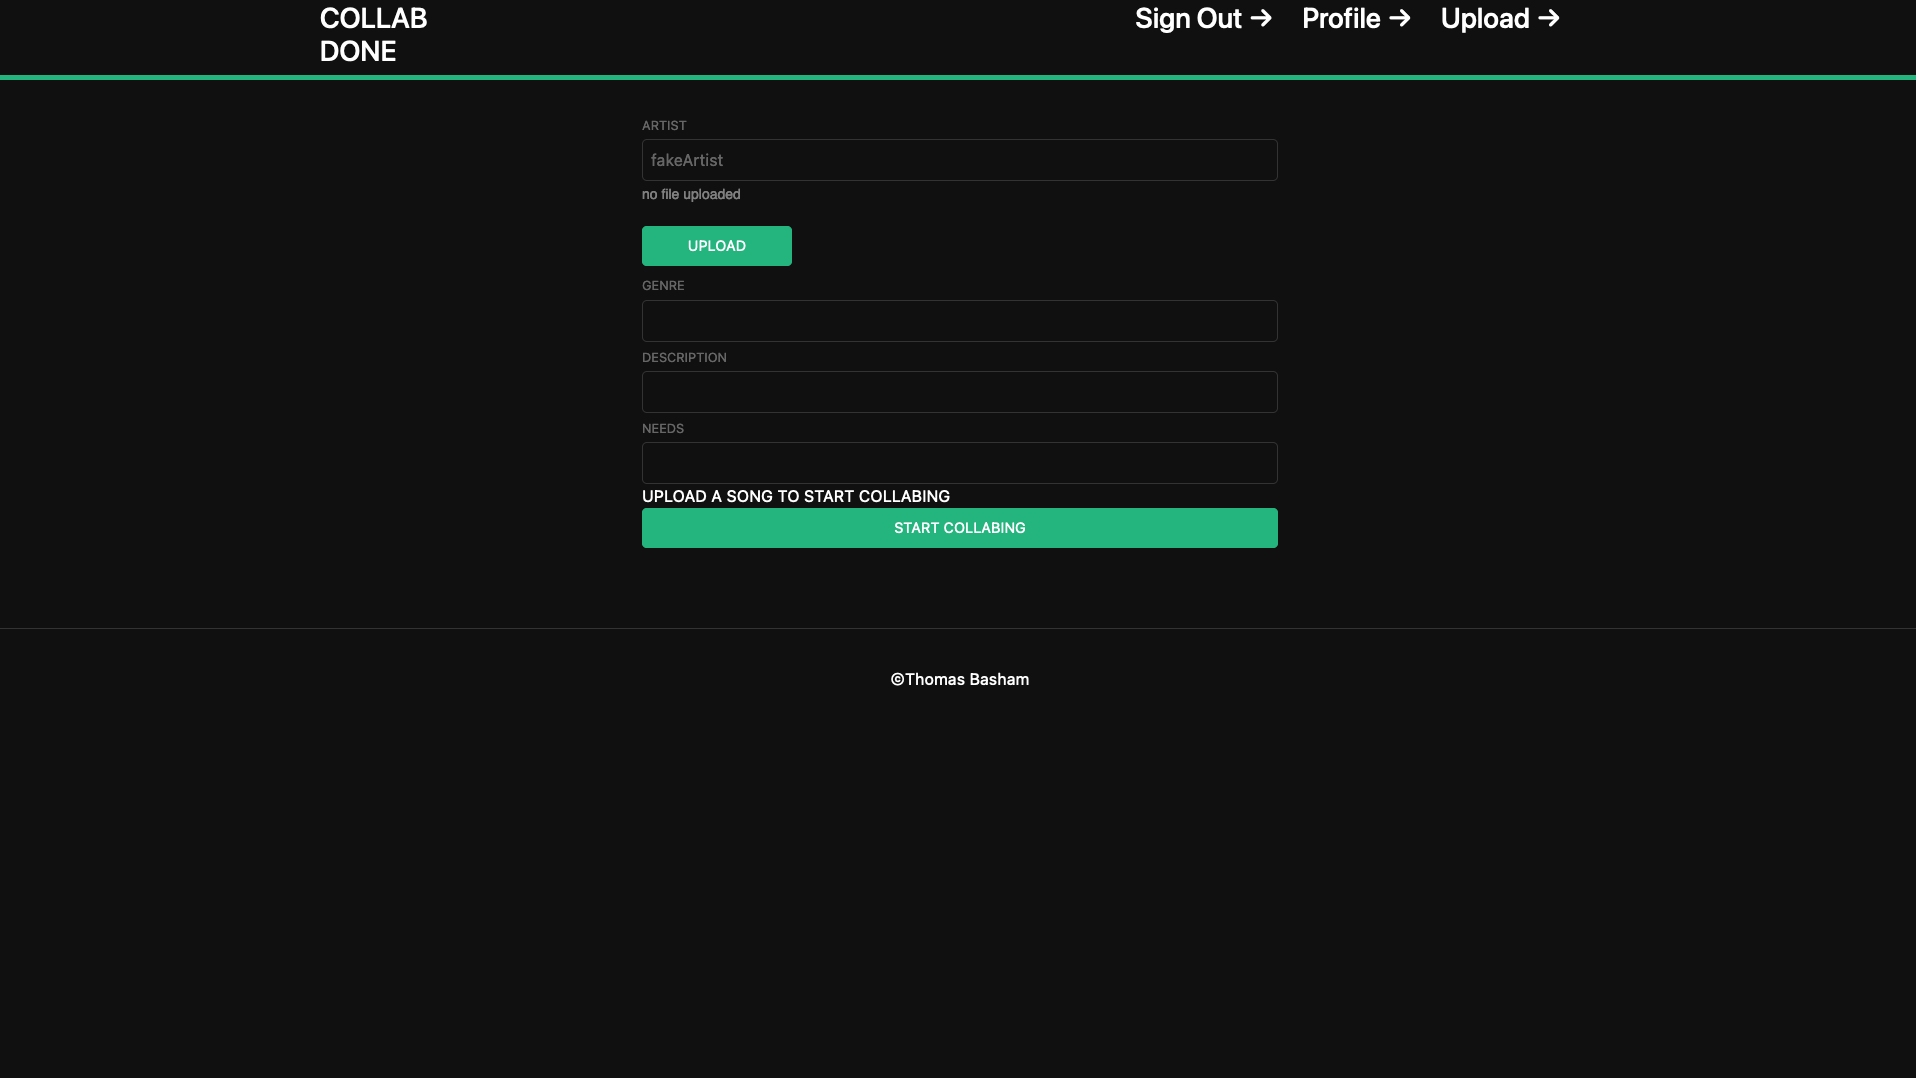 COLLAB
DONE
Sign Out → Profile → Upload →
ARTIST
fakeArtist
no file uploaded
UPLOAD
GENRE
DESCRIPTION
NEEDS
UPLOAD A SONG TO START COLLABING
START COLLABING
©Thomas Basham